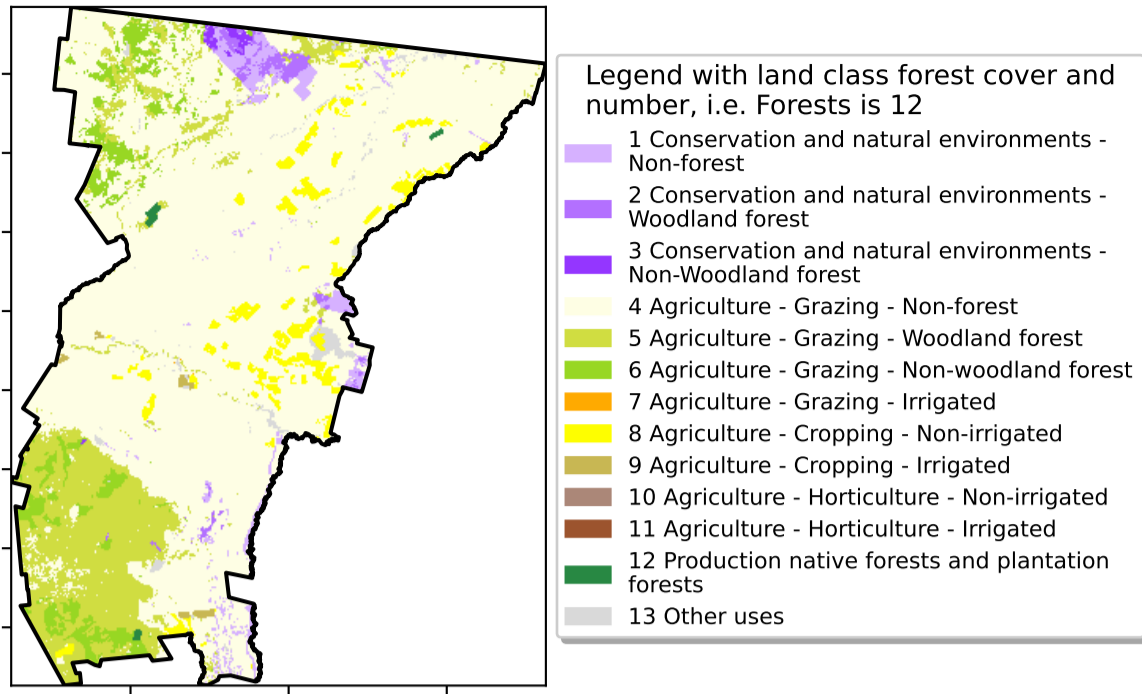 Legend with land class forest cover and
number, i.e. Forests is 12
1 Conservation and natural environments -
Non-forest
2 Conservation and natural environments -
Woodland forest
3 Conservation and natural environments -
Non-Woodland forest
4 Agriculture - Grazing - Non-forest
5 Agriculture - Grazing - Woodland forest
6 Agriculture - Grazing - Non-woodland forest
7 Agriculture - Grazing - Irrigated
8 Agriculture - Cropping - Non-irrigated
9 Agriculture - Cropping - Irrigated
10 Agriculture - Horticulture - Non-irrigated
11 Agriculture - Horticulture - Irrigated
12 Production native forests and plantation
forests
13 Other uses